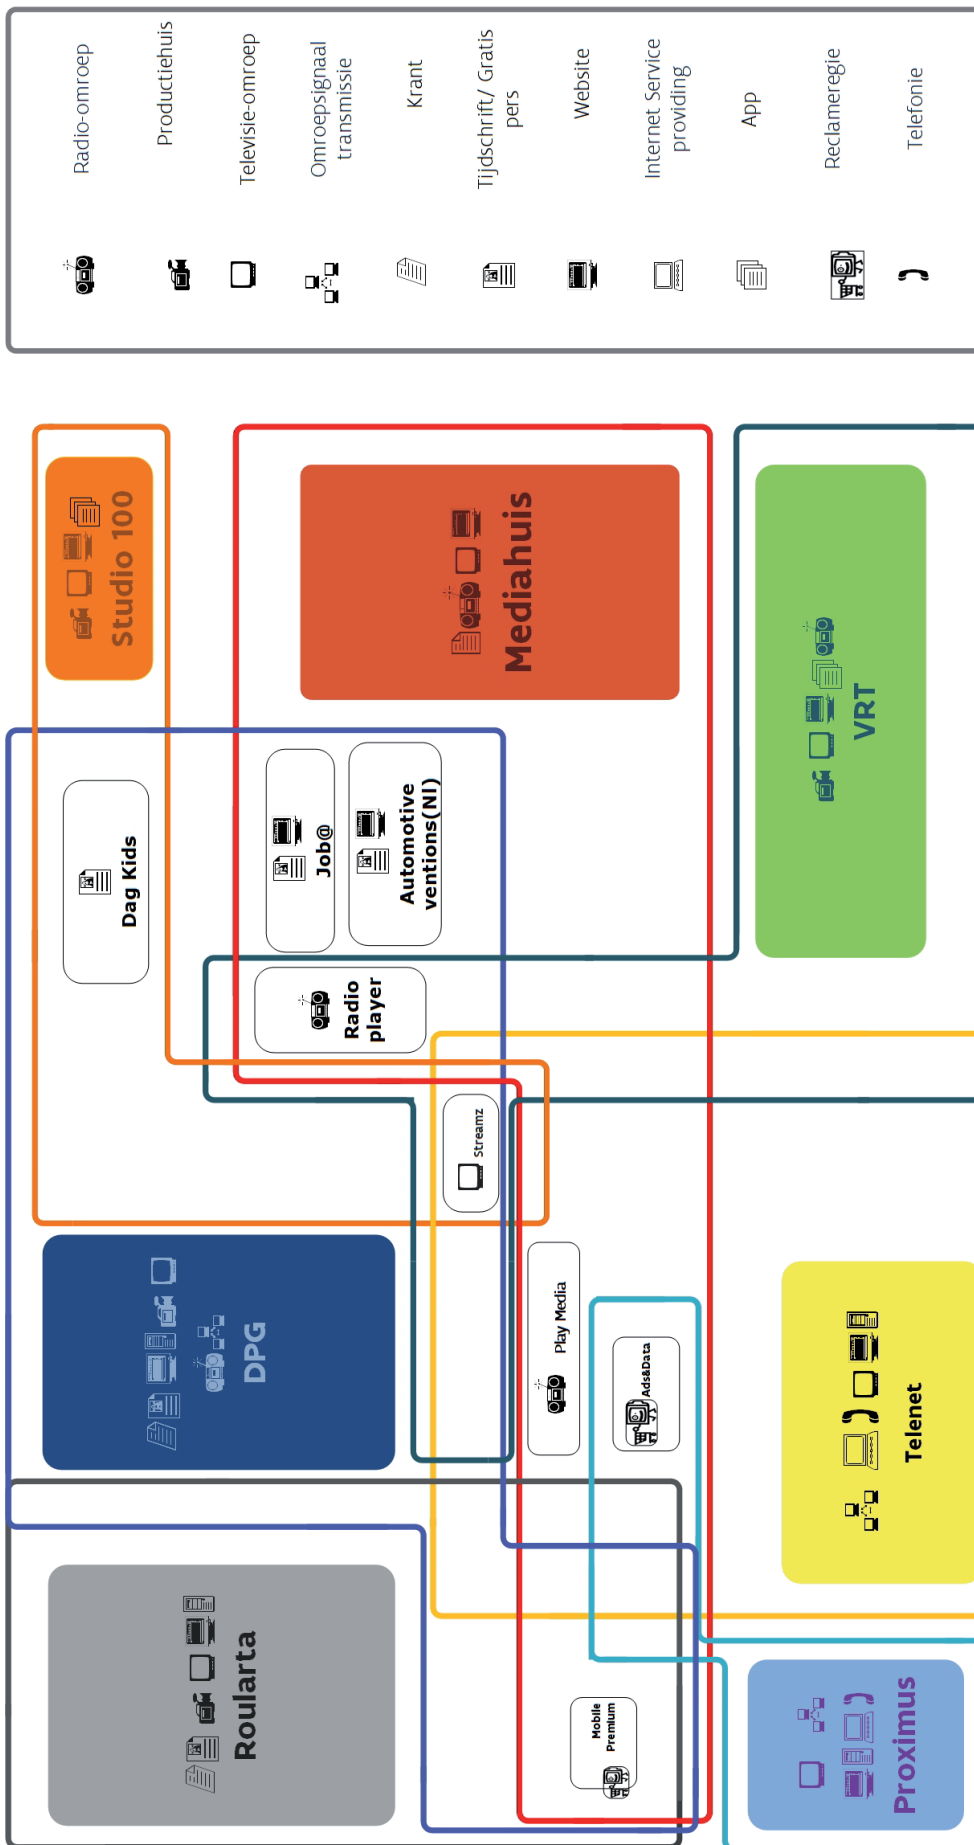 Radio-omroep
Productiehuis
Televisie-omroep
Omroepsignaal
transmissie
Krant
Tijdschrift/ Gratis
pers
Website
Internet Service
providing
App
Reclameregie
Telefonie
Studio 100
Mediahuis
VRT
Dag Kids
Job@
Automotive
ventions(NI)
Radio
player
Streamz
DPG
Play Media
Ads&Data
Telenet
Roularta
Mobile
Premium
Proximus